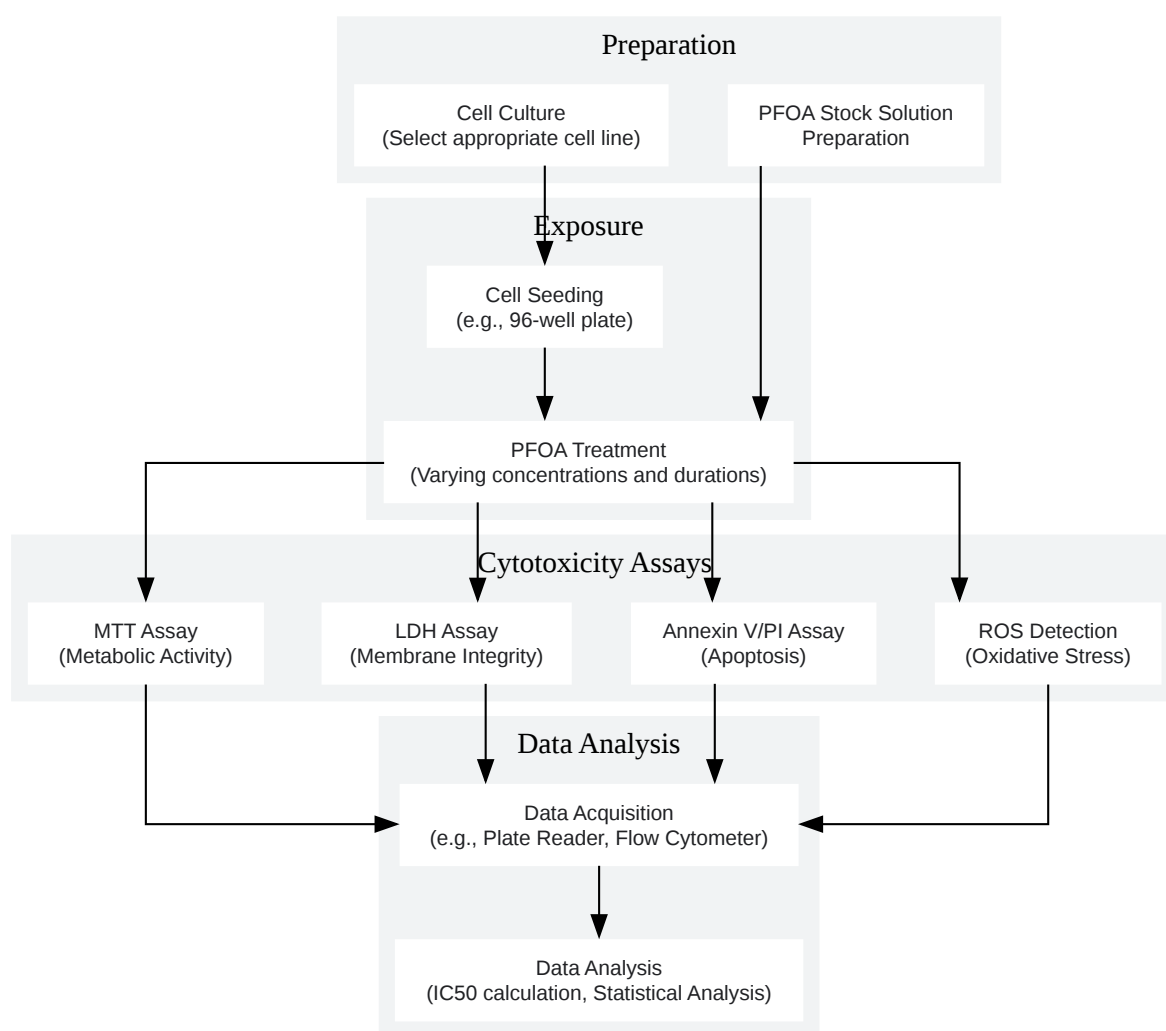 Preparation
Cell Culture
(Select appropriate cell line)
PFOA Stock Solution
Preparation
Exposure
Cell Seeding
(e.g., 96-well plate)
PFOA Treatment
(Varying concentrations and durations)
Cytotoxicity Assays
MTT Assay
(Metabolic Activity)
LDH Assay
(Membrane Integrity)
Annexin V/PI Assay
(Apoptosis)
ROS Detection
(Oxidative Stress)
Data Analysis
Data Acquisition
(e.g., Plate Reader, Flow Cytometer)
Data Analysis
(IC50 calculation, Statistical Analysis)